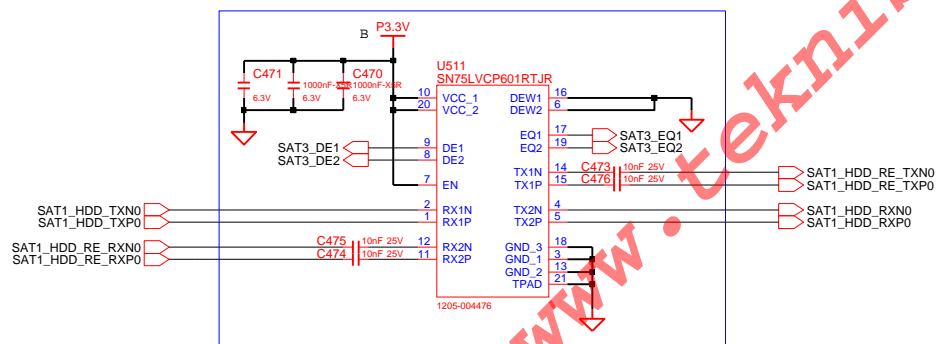 P3.3V
B
U511
SN75LVCP601RTJR
C471
C470
1000nF-X5R
1000nF-X5R
6.3V
6.3V
6.3V
10 VCC_1
20 VCC_2
DEW1 16
DEW2 6
SAT3_DE1 9 DE1
SAT3_DE2 8 DE2
EQ1 17 SAT3_EQ1
EQ2 19 SAT3_EQ2
7 EN
TX1N 14 C473 10nF 25V SAT1_HDD_RE_TXN0
TX1P 15 C476 10nF 25V SAT1_HDD_RE_TXP0
SAT1_HDD_TXN0 2 RX1N
SAT1_HDD_TXP0 1 RX1P
TX2N 4 SAT1_HDD_RXN0
TX2P 5 SAT1_HDD_RXP0
SAT1_HDD_RE_RXN0 C475 10nF 25V 12 RX2N
SAT1_HDD_RE_RXP0 C474 10nF 25V 11 RX2P
GND_3 18
GND_1 3
GND_2 13
TPAD 21
1205-004476
www.tekni